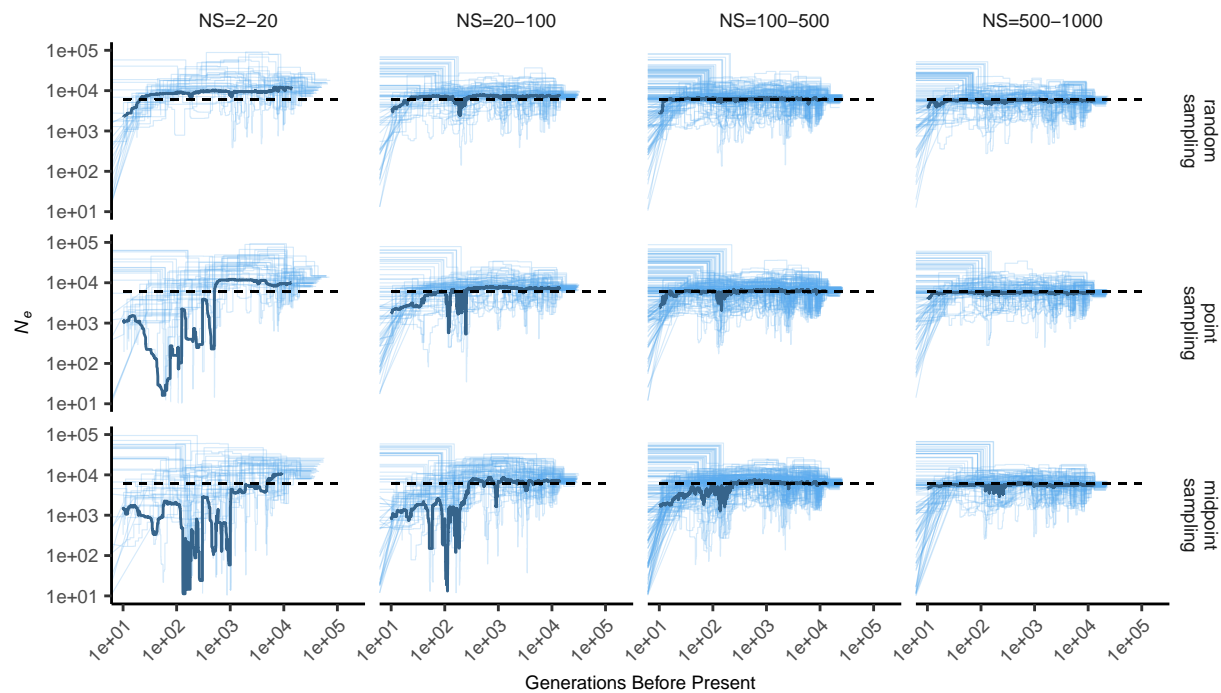 NS=2−20 NS=20−100 NS=100−500 NS=500−1000
1e+05
1e+04
1e+03
1e+02
1e+01
random
sampling
1e+05
1e+04
1e+03
1e+02
1e+01
point
sampling
1e+05
1e+04
1e+03
1e+02
1e+01
midpoint
sampling
Ne
1e+01 1e+02 1e+03 1e+04 1e+05 1e+01 1e+02 1e+03 1e+04 1e+05 1e+01 1e+02 1e+03 1e+04 1e+05 1e+01 1e+02 1e+03 1e+04 1e+05
Generations Before Present